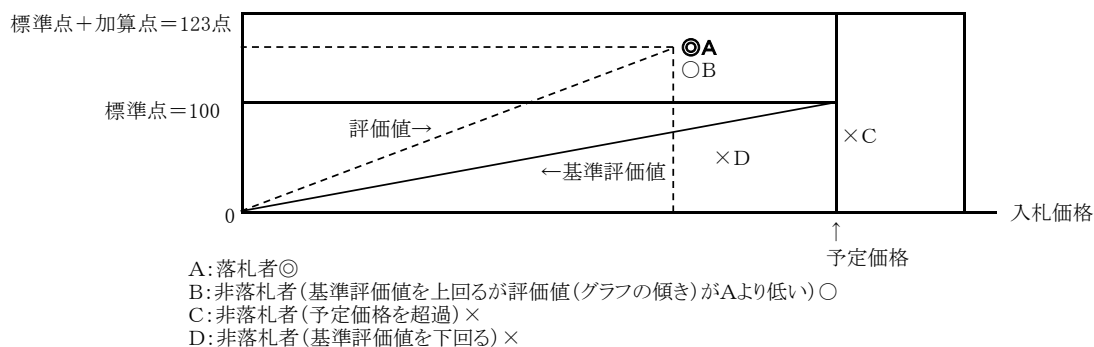 標準点＋加算点＝123点
◎A
○B
標準点＝100
評価値→
×C
×D
←基準評価値
0
入札価格
↑
予定価格
A：落札者◎
B：非落札者（基準評価値を上回るが評価値（グラフの傾き）がAより低い）○
C：非落札者（予定価格を超過）×
D：非落札者（基準評価値を下回る）×